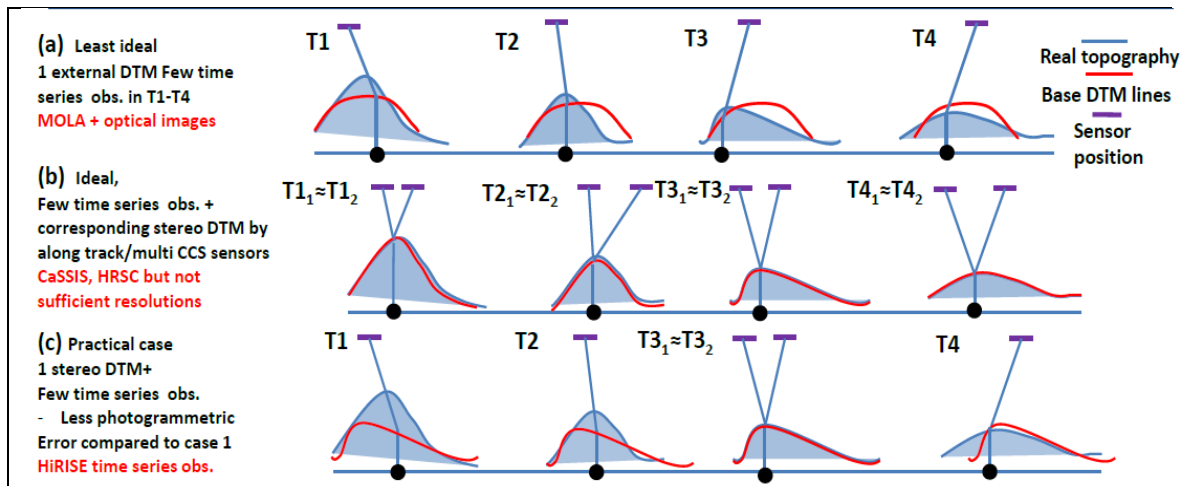 (a) Least ideal
1 external DTM Few time
series obs. in T1-T4
MOLA + optical images
T1
T2
T3
T4
Real topography
Base DTM lines
Sensor
position
(b) Ideal,
Few time series obs. +
corresponding stereo DTM by
along track/multi CCS sensors
CaSSIS, HRSC but not
sufficient resolutions
T1₁≈T1₂
T2₁≈T2₂
T3₁≈T3₂
T4₁≈T4₂
(c) Practical case
1 stereo DTM+
Few time series obs.
- Less photogrammetric
Error compared to case 1
HiRISE time series obs.
T1
T2
T3₁≈T3₂
T4